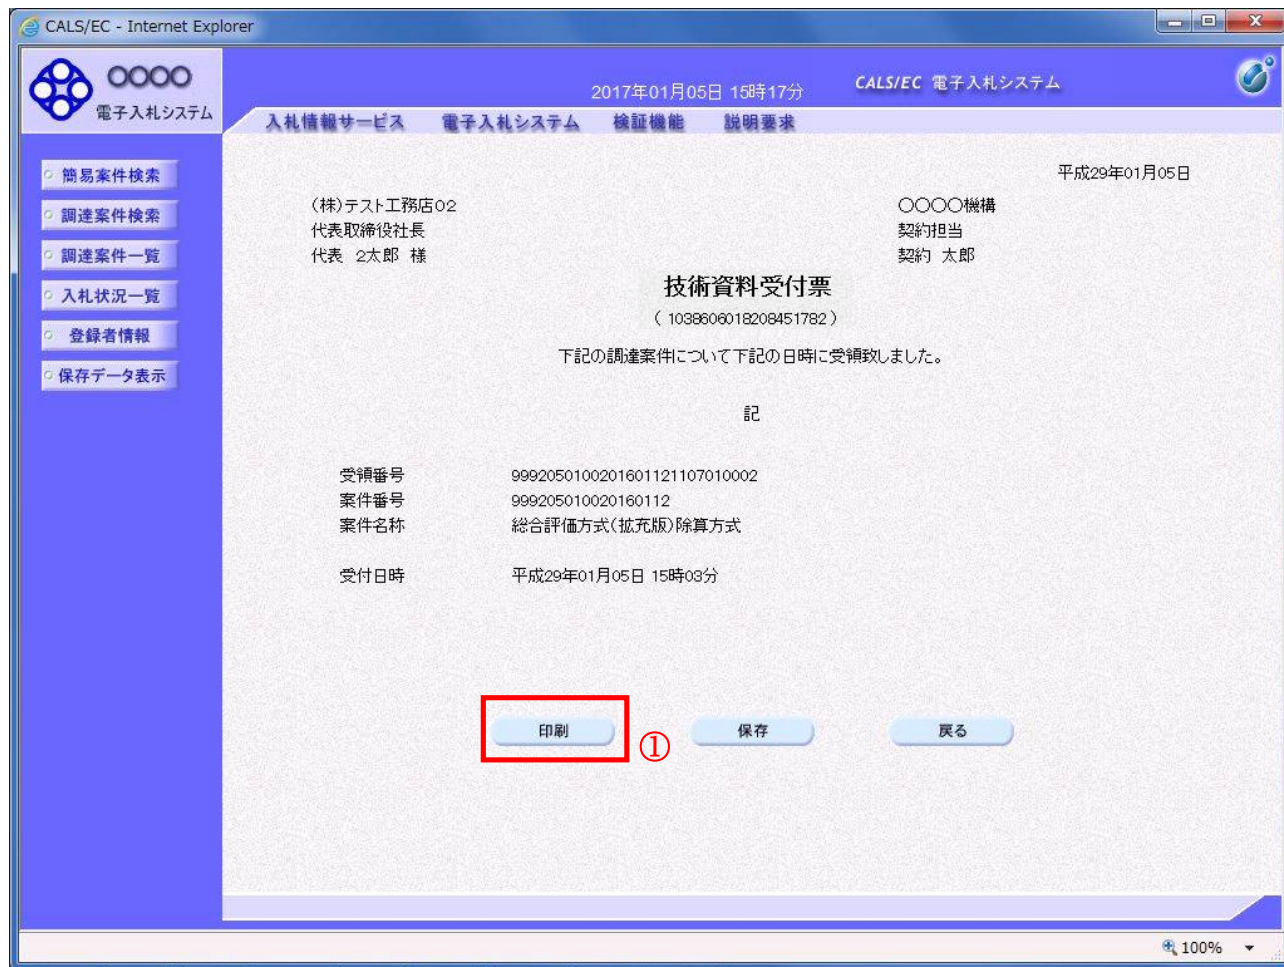 CALS/EC - Internet Explorer
〇〇〇〇
電子入札システム
2017年01月05日 15時17分
CALS/EC 電子入札システム
入札情報サービス 電子入札システム 検証機能 説明要求
簡易案件検索
調達案件検索
調達案件一覧
入札状況一覧
登録者情報
保存データ表示
平成29年01月05日
(株)テスト工務店02
代表取締役社長
代表 2太郎 様
〇〇〇〇機構
契約担当
契約 太郎
技術資料受付票
( 10386060182084517​82 )
下記の調達案件について下記の日時に受領致しました。
記
受領番号 99920501002016011211070​10002
案件番号 999205010020160112
案件名称 総合評価方式(拡充版)除算方式
受付日時 平成29年01月05日 15時03分
印刷
①
保存
戻る
100%